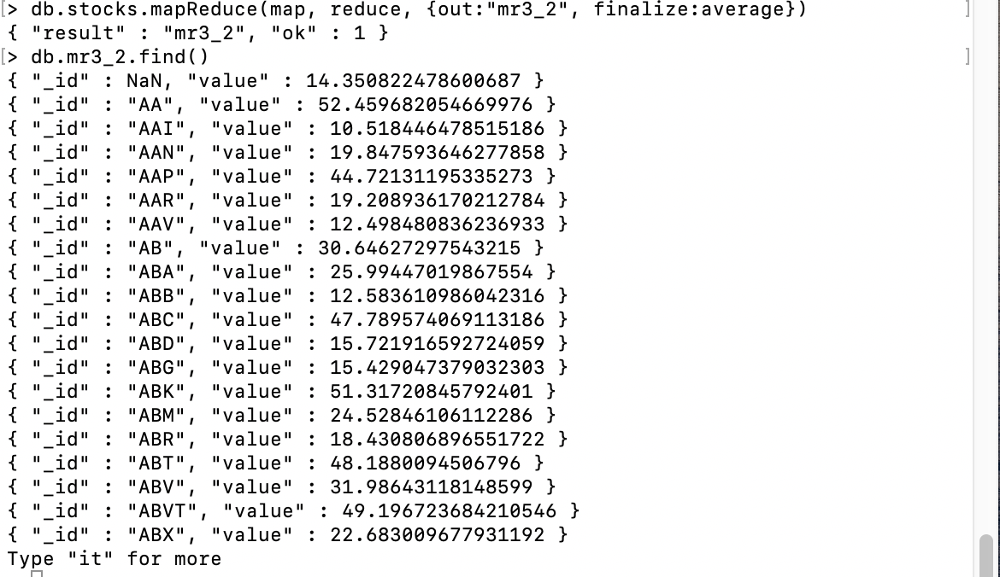 [> db.stocks.mapReduce(map, reduce, {out:"mr3_2", finalize:average}) ]
{ "result" : "mr3_2", "ok" : 1 }
[> db.mr3_2.find() ]
{ "_id" : NaN, "value" : 14.350822478600687 }
{ "_id" : "AA", "value" : 52.459682054669976 }
{ "_id" : "AAI", "value" : 10.518446478515186 }
{ "_id" : "AAN", "value" : 19.847593646277858 }
{ "_id" : "AAP", "value" : 44.72131195335273 }
{ "_id" : "AAR", "value" : 19.208936170212784 }
{ "_id" : "AAV", "value" : 12.498480836236933 }
{ "_id" : "AB", "value" : 30.64627297543215 }
{ "_id" : "ABA", "value" : 25.99447019867554 }
{ "_id" : "ABB", "value" : 12.583610986042316 }
{ "_id" : "ABC", "value" : 47.789574069113186 }
{ "_id" : "ABD", "value" : 15.721916592724059 }
{ "_id" : "ABG", "value" : 15.429047379032303 }
{ "_id" : "ABK", "value" : 51.31720845792401 }
{ "_id" : "ABM", "value" : 24.52846106112286 }
{ "_id" : "ABR", "value" : 18.430806896551722 }
{ "_id" : "ABT", "value" : 48.1880094506796 }
{ "_id" : "ABV", "value" : 31.98643118148599 }
{ "_id" : "ABVT", "value" : 49.196723684210546 }
{ "_id" : "ABX", "value" : 22.683009677931192 }
Type "it" for more